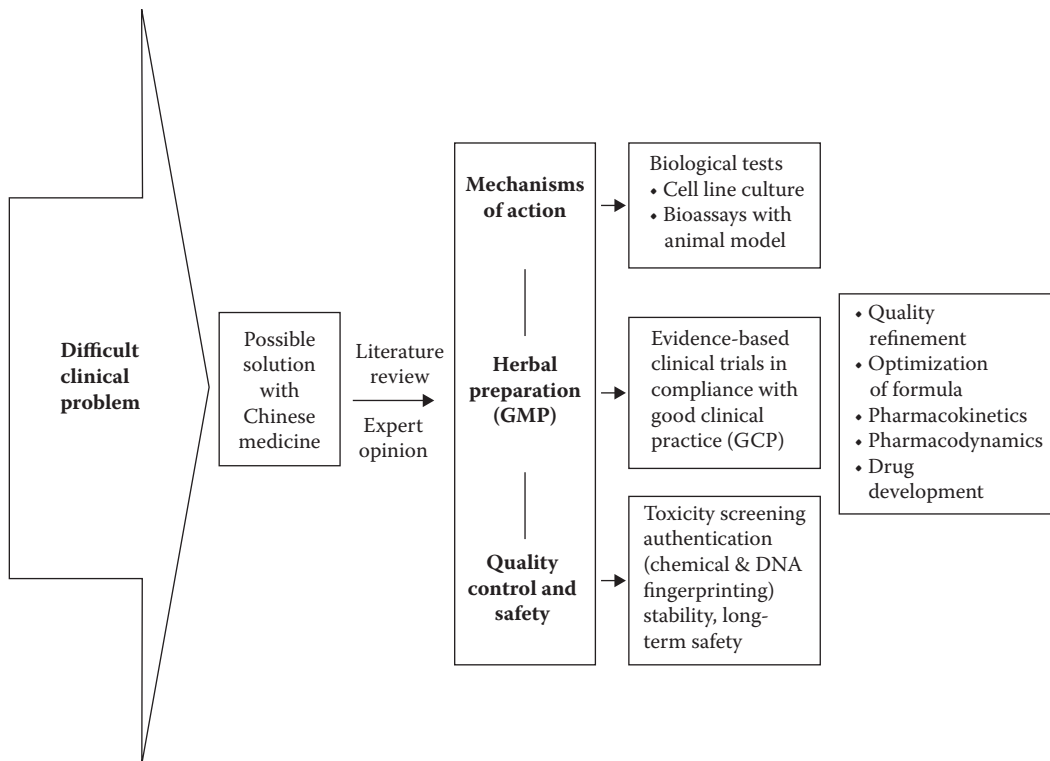 Difficult
clinical
problem
Possible
solution
with
Chinese
medicine
Literature
review
Expert
opinion
Mechanisms
of action
Herbal
preparation
(GMP)
Quality
control and
safety
Biological tests
• Cell line culture
• Bioassays with
animal model
Evidence-based
clinical trials in
compliance with
good clinical
practice (GCP)
Toxicity screening
authentication
(chemical & DNA
fingerprinting)
stability, long-
term safety
• Quality
refinement
• Optimization
of formula
• Pharmacokinetics
• Pharmacodynamics
• Drug
development